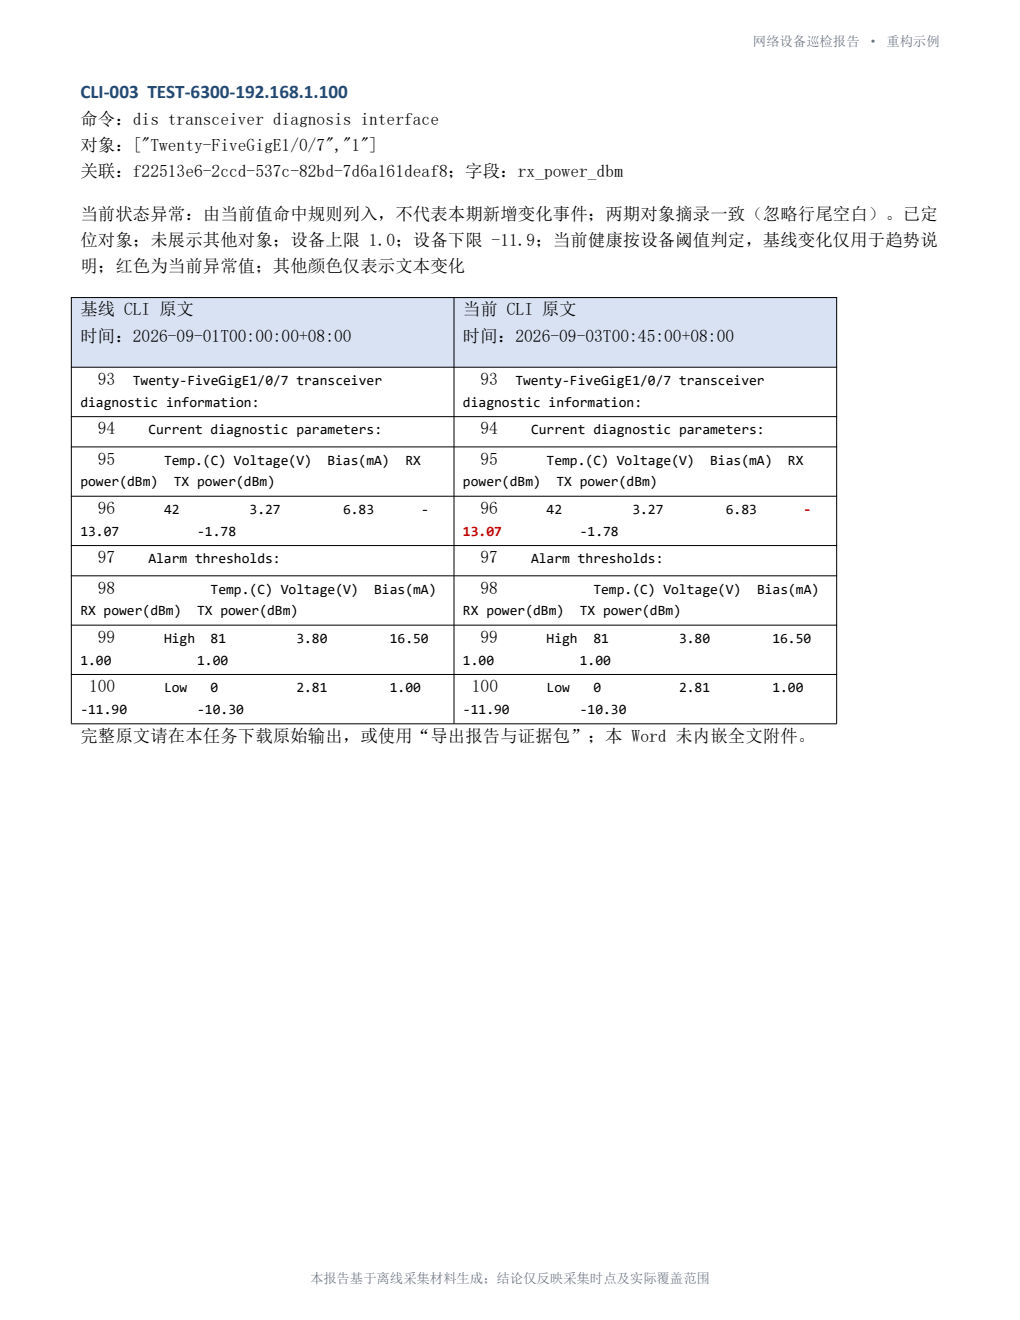 网络设备巡检报告 · 重构示例
CLI-003 TEST-6300-192.168.1.100
命令：dis transceiver diagnosis interface
对象：["Twenty-FiveGigE1/0/7","1"]
关联：f22513e6-2ccd-537c-82bd-7d6a161deaf8；字段：rx_power_dbm
当前状态异常：由当前值命中规则列入，不代表本期新增变化事件；两期对象摘录一致（忽略行尾空白）。已定
位对象；未展示其他对象；设备上限 1.0；设备下限 -11.9；当前健康按设备阈值判定，基线变化仅用于趋势说
明；红色为当前异常值；其他颜色仅表示文本变化
基线 CLI 原文
时间：2026-09-01T00:00:00+08:00
当前 CLI 原文
时间：2026-09-03T00:45:00+08:00
93 Twenty-FiveGigE1/0/7 transceiver
diagnostic information:
93 Twenty-FiveGigE1/0/7 transceiver
diagnostic information:
94 Current diagnostic parameters:
94 Current diagnostic parameters:
95 Temp.(C) Voltage(V) Bias(mA) RX
power(dBm) TX power(dBm)
95 Temp.(C) Voltage(V) Bias(mA) RX
power(dBm) TX power(dBm)
96 42 3.27 6.83 -
13.07 -1.78
96 42 3.27 6.83 -
13.07 -1.78
97 Alarm thresholds:
97 Alarm thresholds:
98 Temp.(C) Voltage(V) Bias(mA)
RX power(dBm) TX power(dBm)
98 Temp.(C) Voltage(V) Bias(mA)
RX power(dBm) TX power(dBm)
99 High 81 3.80 16.50
1.00 1.00
99 High 81 3.80 16.50
1.00 1.00
100 Low 0 2.81 1.00
-11.90 -10.30
100 Low 0 2.81 1.00
-11.90 -10.30
完整原文请在本任务下载原始输出，或使用“导出报告与证据包”；本 Word 未内嵌全文附件。
本报告基于离线采集材料生成；结论仅反映采集时点及实际覆盖范围